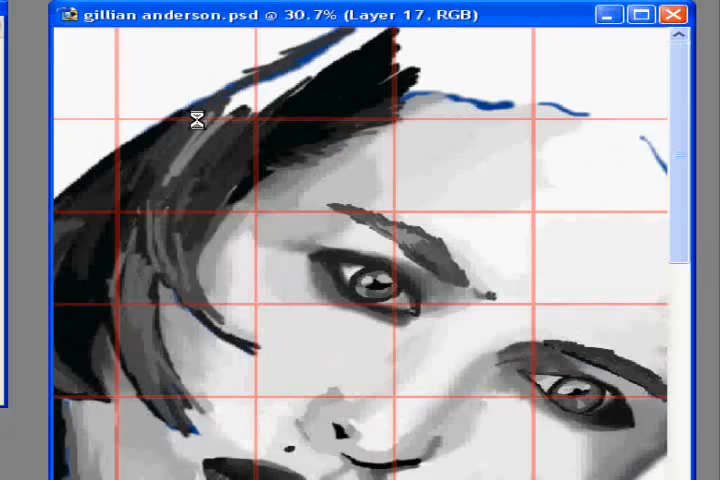 gillian anderson.psd @ 30.7% (Layer 17, RGB)